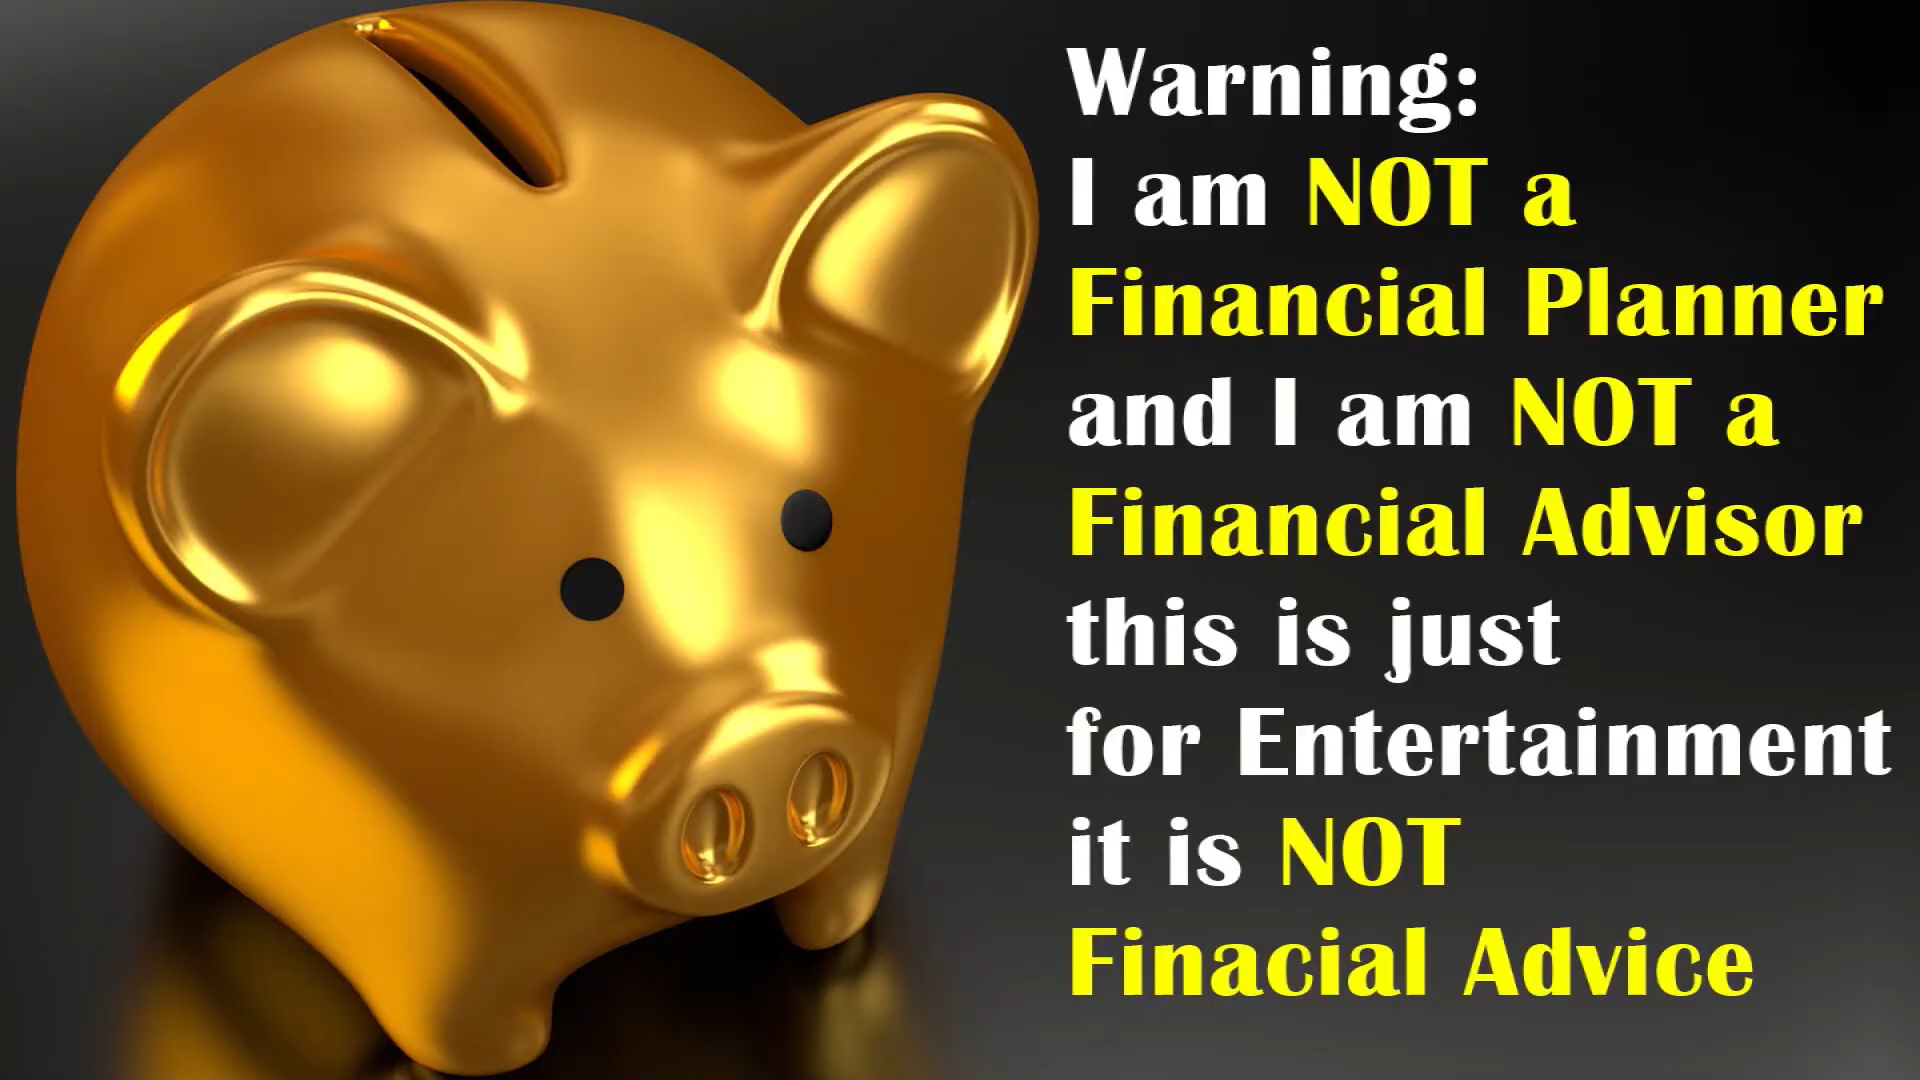 Warning:
I am NOT a
Financial Planner
and I am NOT a
Financial Advisor
this is just
for Entertainment
it is NOT
Finacial Advice